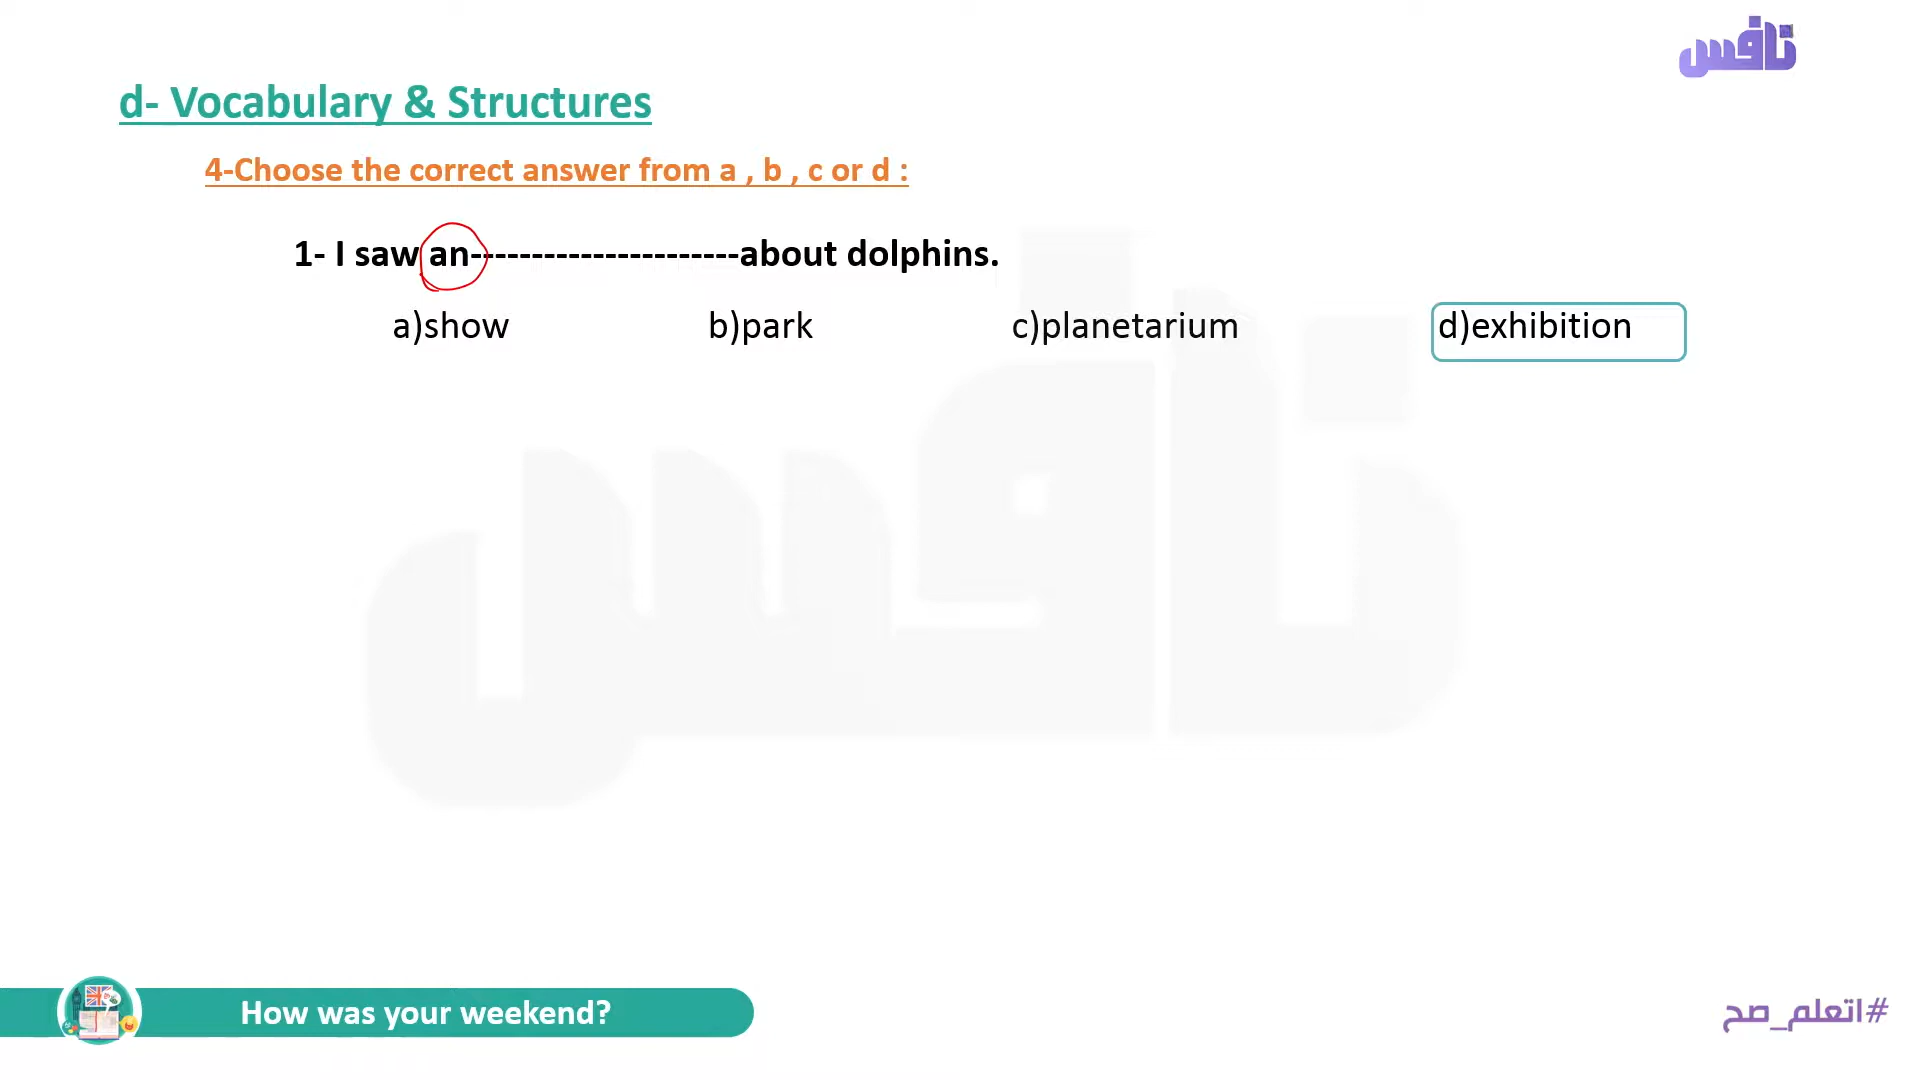 نافس
d- Vocabulary & Structures
4-Choose the correct answer from a , b , c or d :
1- I saw an----------------------about dolphins.
a)show b)park c)planetarium d)exhibition
How was your weekend?
#اتعلم_صح